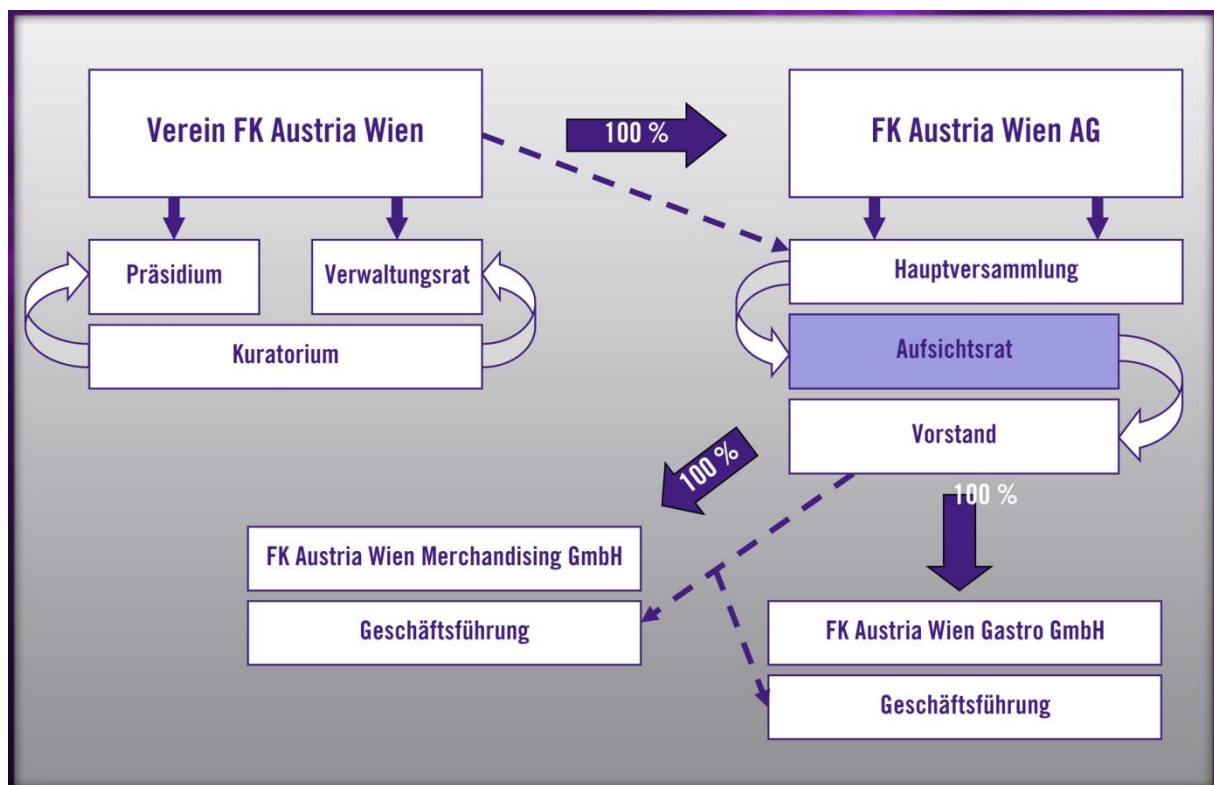 Verein FK Austria Wien
100 %
FK Austria Wien AG
Präsidium
Verwaltungsrat
Kuratorium
Hauptversammlung
Aufsichtsrat
Vorstand
100 %
100 %
FK Austria Wien Merchandising GmbH
Geschäftsführung
FK Austria Wien Gastro GmbH
Geschäftsführung